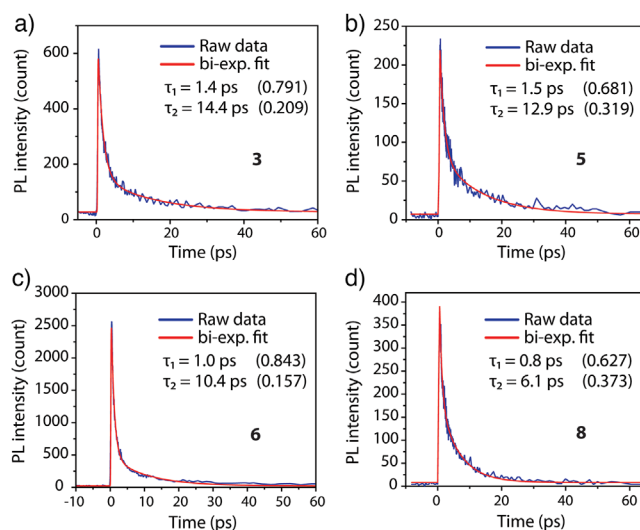 a)
PL intensity (count)
600
400
200
0
Raw data
bi-exp. fit
τ₁ = 1.4 ps (0.791)
τ₂ = 14.4 ps (0.209)
3
0 20 40 60
Time (ps)
b)
PL intensity (count)
250
200
150
100
50
0
Raw data
bi-exp. fit
τ₁ = 1.5 ps (0.681)
τ₂ = 12.9 ps (0.319)
5
0 20 40 60
Time (ps)
c)
PL intensity (count)
3000
2500
2000
1500
1000
500
0
Raw data
bi-exp. fit
τ₁ = 1.0 ps (0.843)
τ₂ = 10.4 ps (0.157)
6
-10 0 10 20 30 40 50 60
Time (ps)
d)
PL intensity (count)
400
350
300
250
200
150
100
50
0
Raw data
bi-exp. fit
τ₁ = 0.8 ps (0.627)
τ₂ = 6.1 ps (0.373)
8
0 20 40 60
Time (ps)